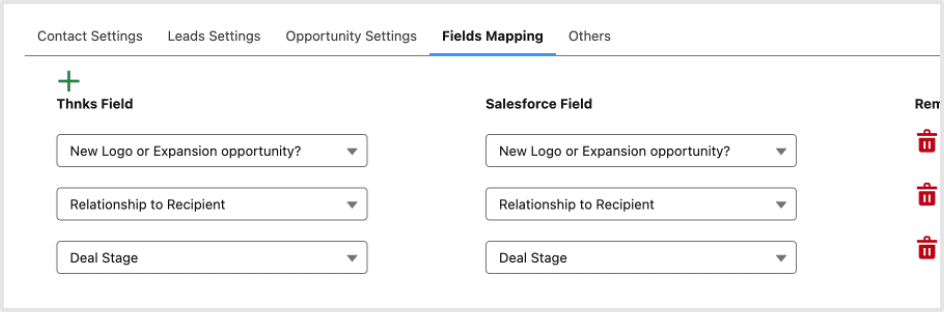 Contact Settings Leads Settings Opportunity Settings Fields Mapping Others
Thnks Field Salesforce Field Rem
New Logo or Expansion opportunity? New Logo or Expansion opportunity?
Relationship to Recipient Relationship to Recipient
Deal Stage Deal Stage